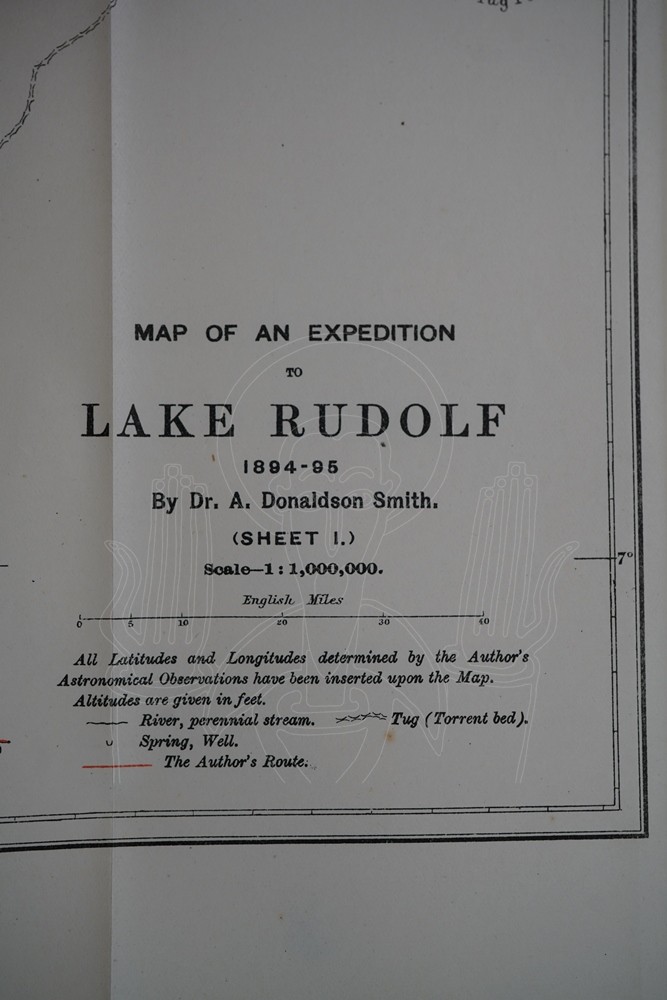 Tug
MAP OF AN EXPEDITION
TO
LAKE RUDOLF
1894-95
By Dr. A. Donaldson Smith.
(SHEET I.)
Scale—1:1,000,000.
7°
English Miles
0 5 10 20 30 40
All Latitudes and Longitudes determined by the Author's
Astronomical Observations have been inserted upon the Map.
Altitudes are given in feet.
River, perennial stream. Tug (Torrent bed).
Spring, Well.
The Author's Route.